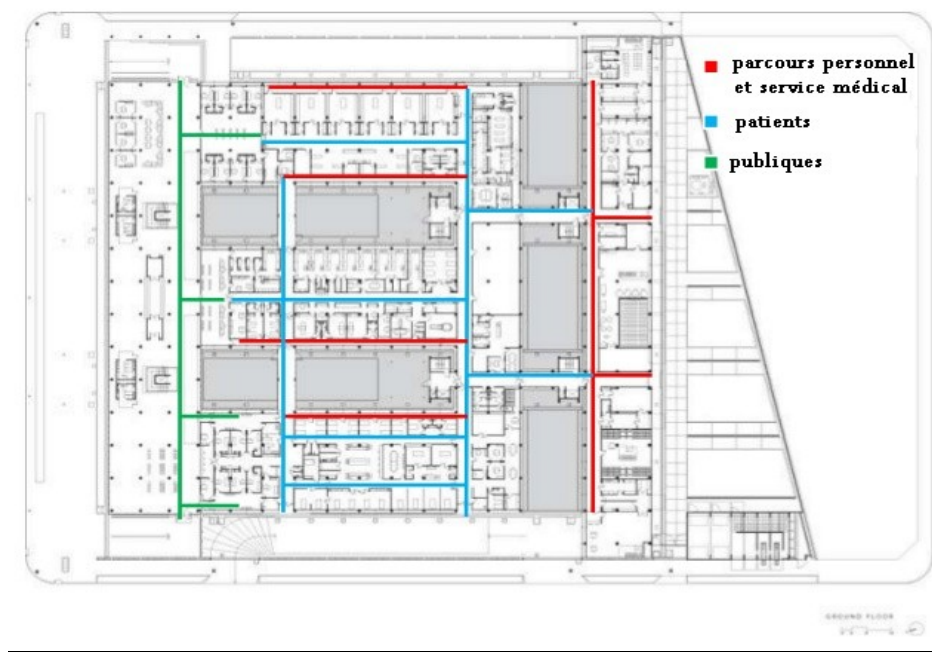 parcours personnel
et service médical
patients
publiques
GROUND FLOOR